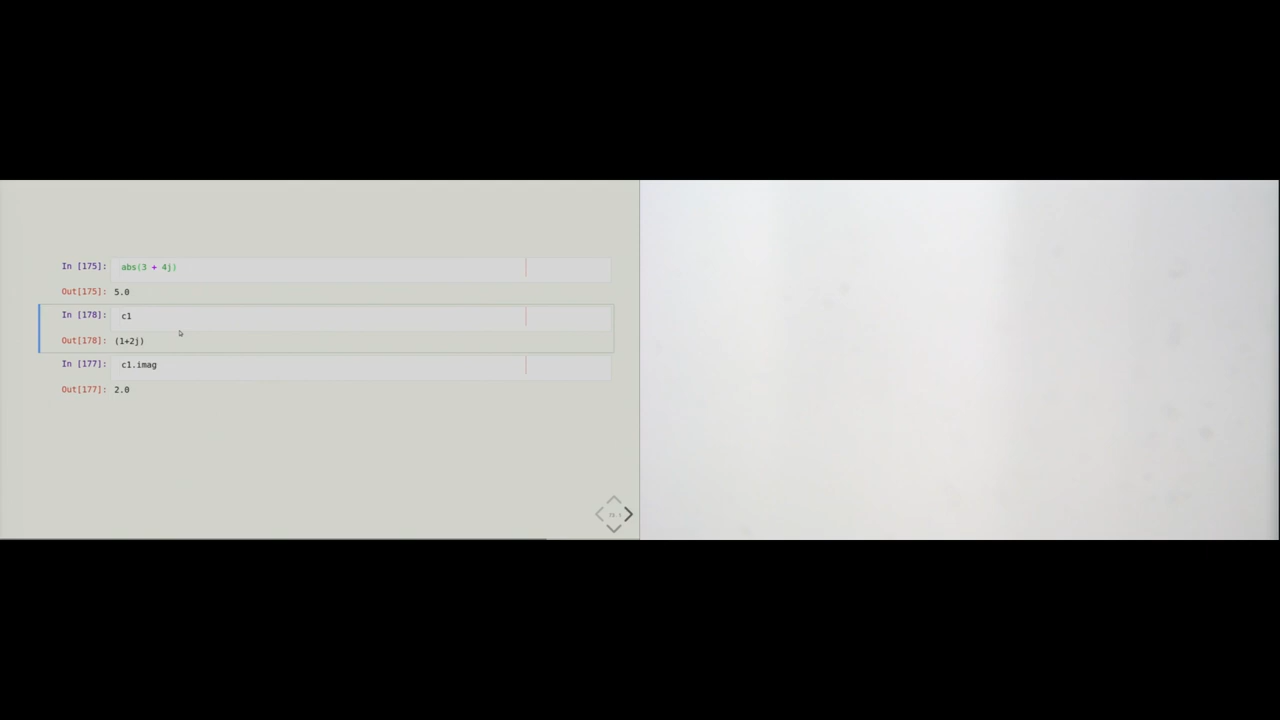 In [175]: abs(3 + 4j)
Out[175]: 5.0
In [178]: c1
Out[178]: (1+2j)
In [177]: c1.imag
Out[177]: 2.0